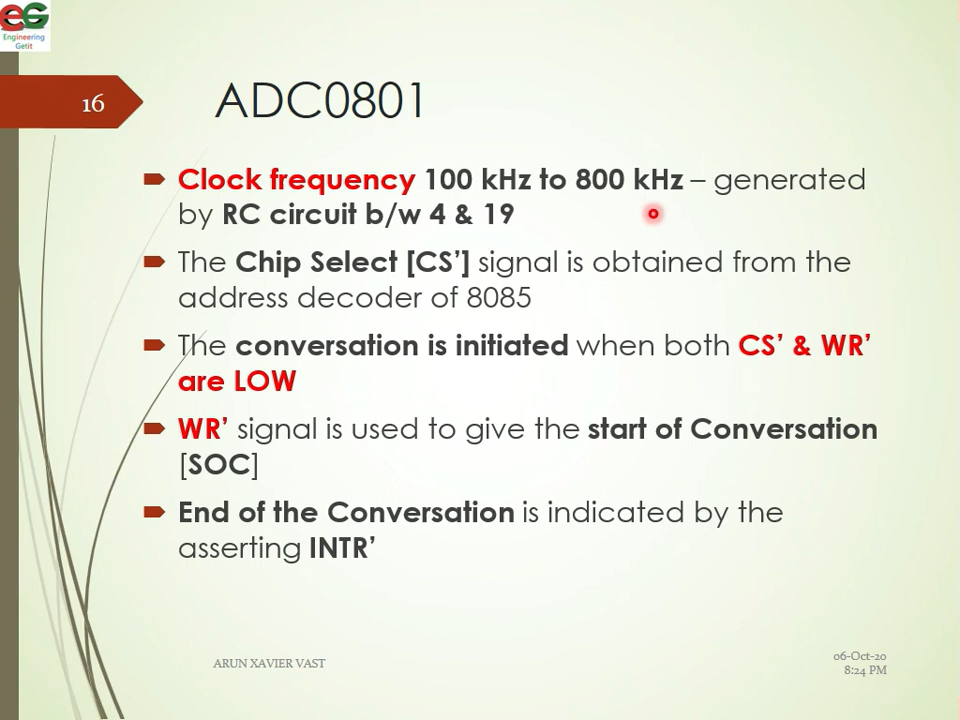 EG
Engineering
Getit
16
ADC0801
Clock frequency 100 kHz to 800 kHz – generated
by RC circuit b/w 4 & 19
The Chip Select [CS’] signal is obtained from the
address decoder of 8085
The conversation is initiated when both CS’ & WR’
are LOW
WR’ signal is used to give the start of Conversation
[SOC]
End of the Conversation is indicated by the
asserting INTR’
ARUN XAVIER VAST
06-Oct-20
8:24 PM